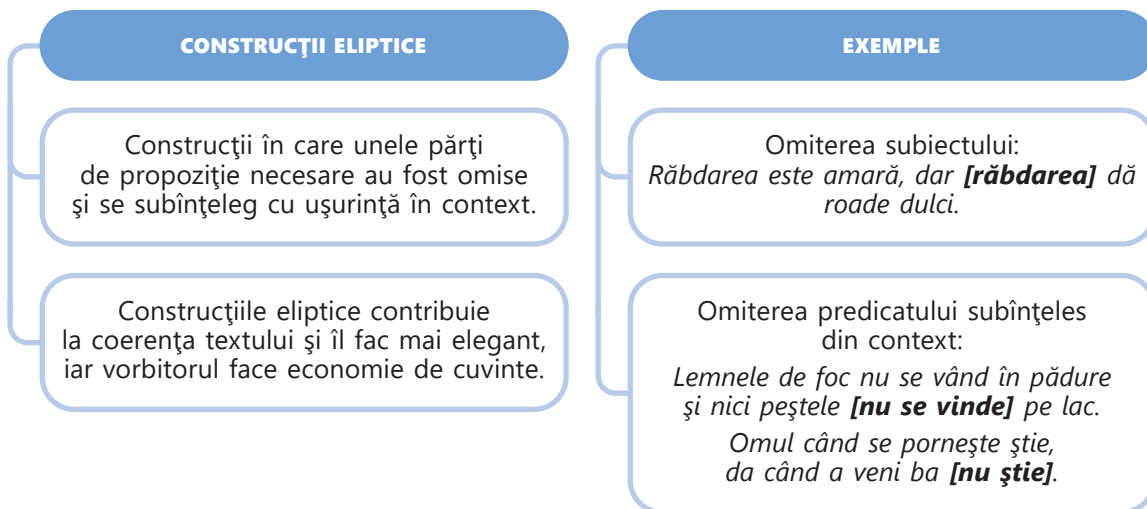 CONSTRUCŢII ELIPTICE
Construcţii în care unele părţi
de propoziţie necesare au fost omise
şi se subînţeleg cu uşurinţă în context.
Construcţiile eliptice contribuie
la coerenţa textului şi îl fac mai elegant,
iar vorbitorul face economie de cuvinte.
EXEMPLE
Omiterea subiectului:
Răbdarea este amară, dar [răbdarea] dă
roade dulci.
Omiterea predicatului subînţeles
din context:
Lemnele de foc nu se vând în pădure
şi nici peştele [nu se vinde] pe lac.
Omul când se porneşte ştie,
da când a veni ba [nu ştie].